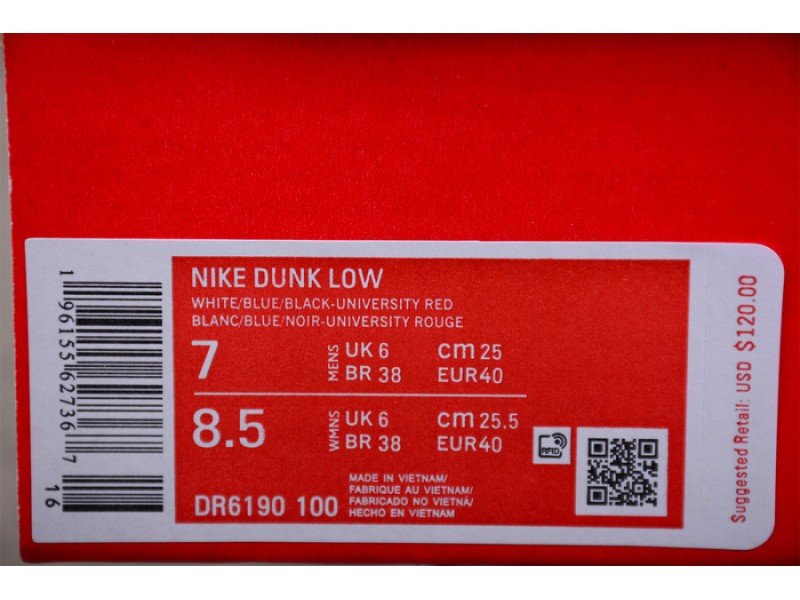 NIKE DUNK LOW
WHITE/BLUE/BLACK-UNIVERSITY RED
BLANC/BLUE/NOIR-UNIVERSITY ROUGE
7 MENS UK 6 cm 25
BR 38 EUR40
8.5 WMNS UK 6 cm 25.5
BR 38 EUR40
RFID
DR6190 100
MADE IN VIETNAM/
FABRIQUE AU VIETNAM/
FABRICADO NO VIETNÃ/
HECHO EN VIETNAM
1 96155 62736 7
16
Suggested Retail: USD $120.00